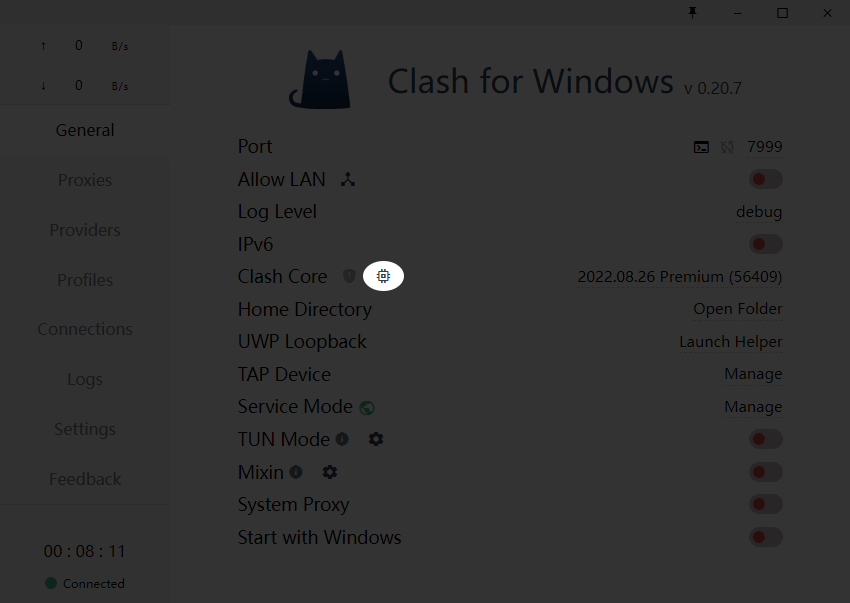 ↑ 0 B/s
↓ 0 B/s
General
Proxies
Providers
Profiles
Connections
Logs
Settings
Feedback
00 : 08 : 11
Connected
Clash for Windows v 0.20.7
Port 7999
Allow LAN
Log Level debug
IPv6
Clash Core 2022.08.26 Premium (56409)
Home Directory Open Folder
UWP Loopback Launch Helper
TAP Device Manage
Service Mode Manage
TUN Mode
Mixin
System Proxy
Start with Windows